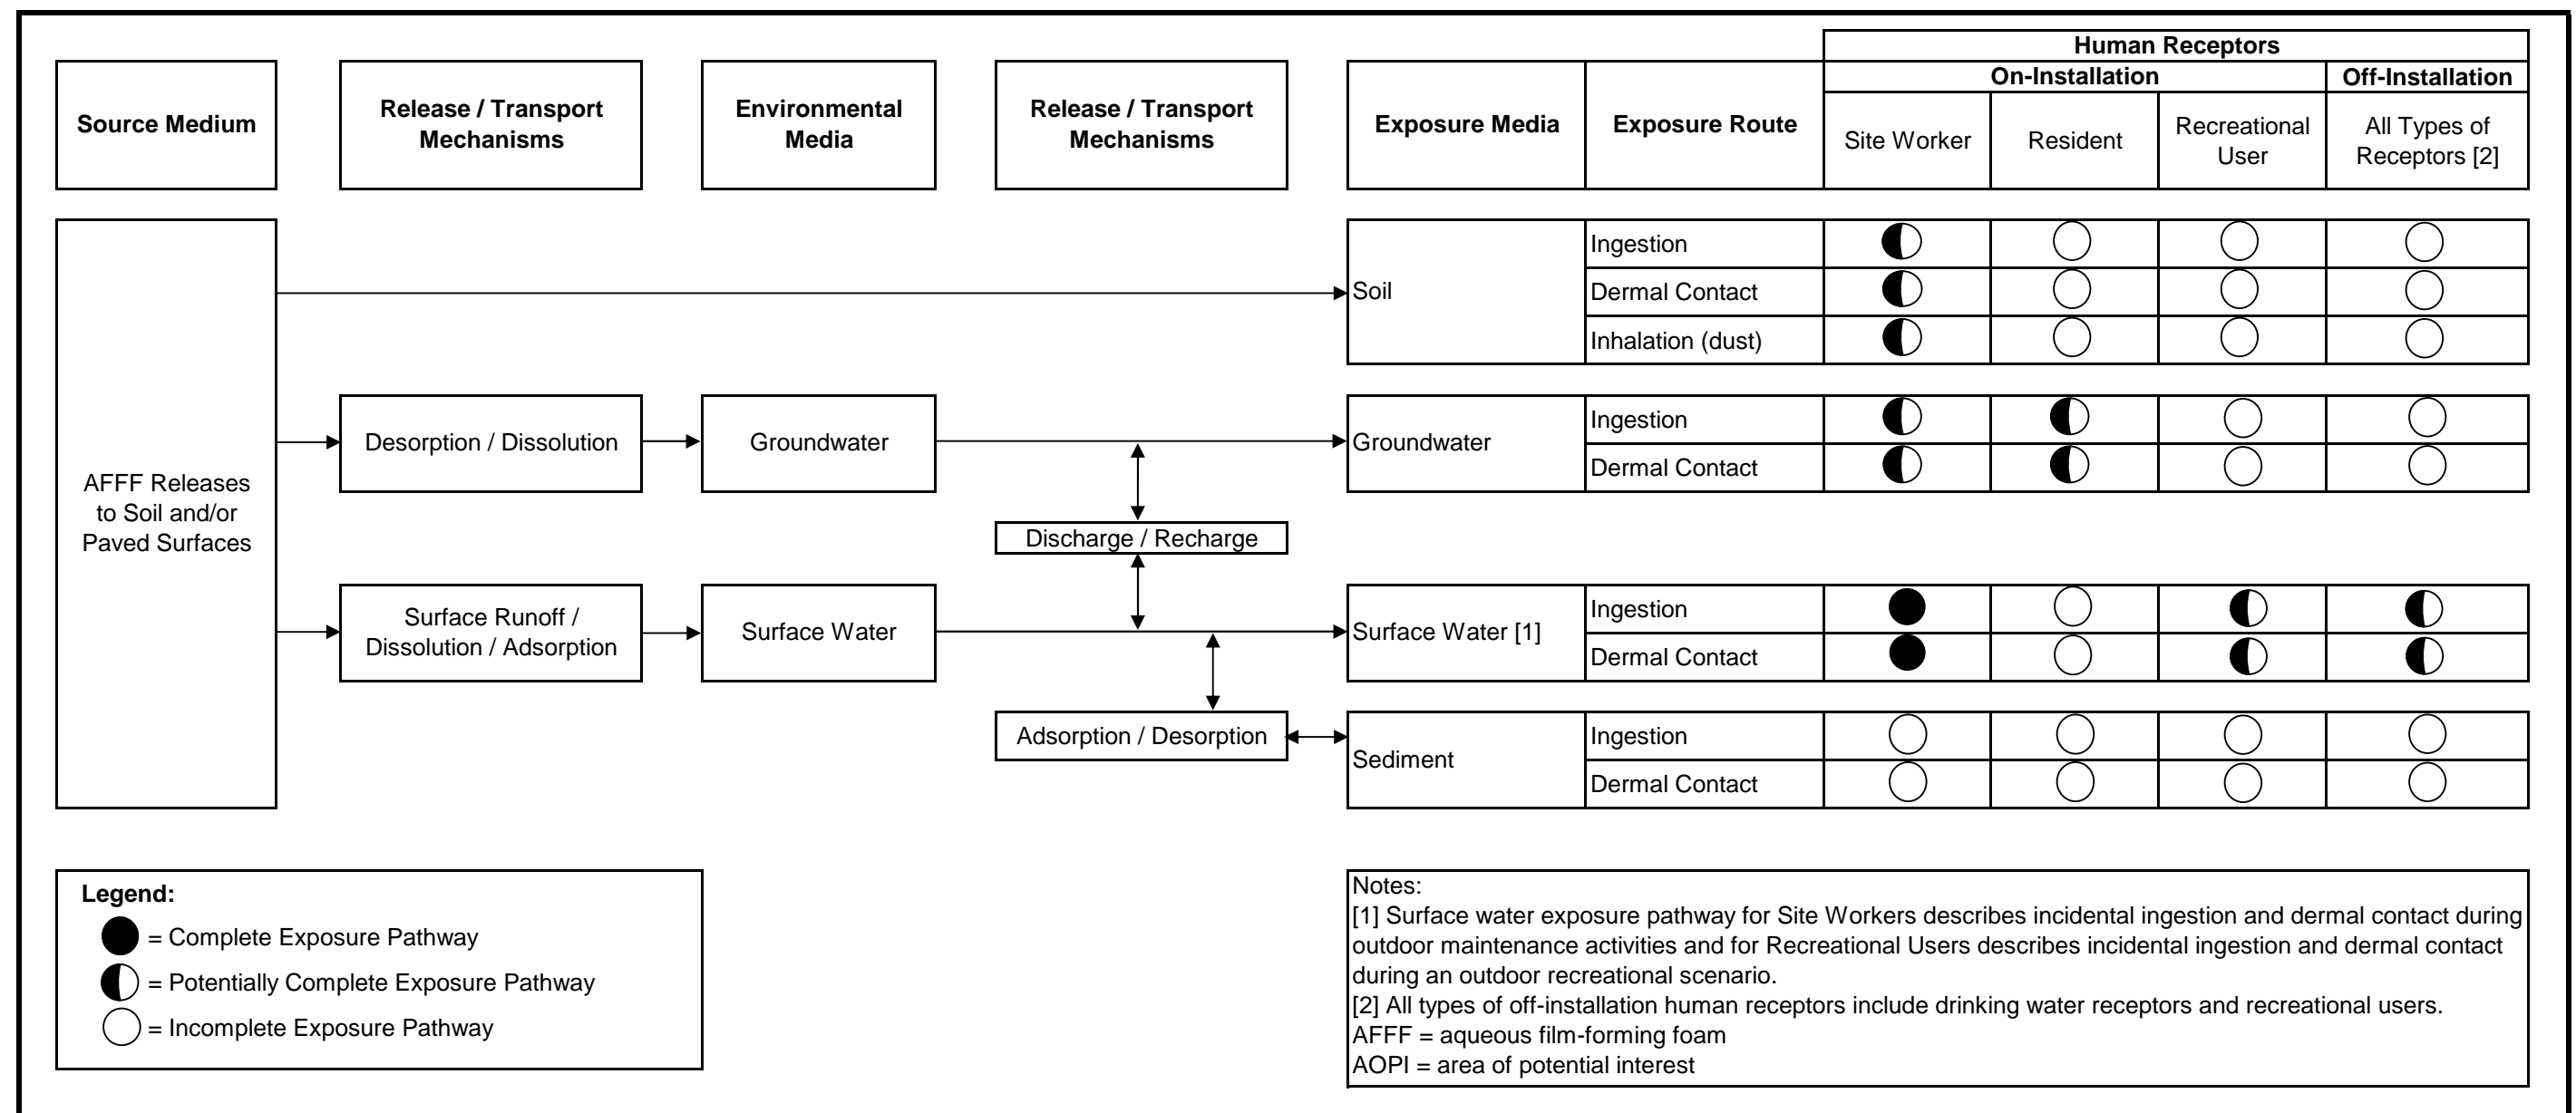 Human Receptors
On-Installation
Off-Installation
Source Medium
Release / Transport
Mechanisms
Environmental
Media
Release / Transport
Mechanisms
Exposure Media
Exposure Route
Site Worker
Resident
Recreational
User
All Types of
Receptors [2]
AFFF Releases
to Soil and/or
Paved Surfaces
Soil
Ingestion
Dermal Contact
Inhalation (dust)
Desorption / Dissolution
Groundwater
Groundwater
Ingestion
Dermal Contact
Discharge / Recharge
Surface Runoff /
Dissolution / Adsorption
Surface Water
Surface Water [1]
Ingestion
Dermal Contact
Adsorption / Desorption
Sediment
Ingestion
Dermal Contact
Legend:
= Complete Exposure Pathway
= Potentially Complete Exposure Pathway
= Incomplete Exposure Pathway
Notes:
[1] Surface water exposure pathway for Site Workers describes incidental ingestion and dermal contact during
outdoor maintenance activities and for Recreational Users describes incidental ingestion and dermal contact
during an outdoor recreational scenario.
[2] All types of off-installation human receptors include drinking water receptors and recreational users.
AFFF = aqueous film-forming foam
AOPI = area of potential interest